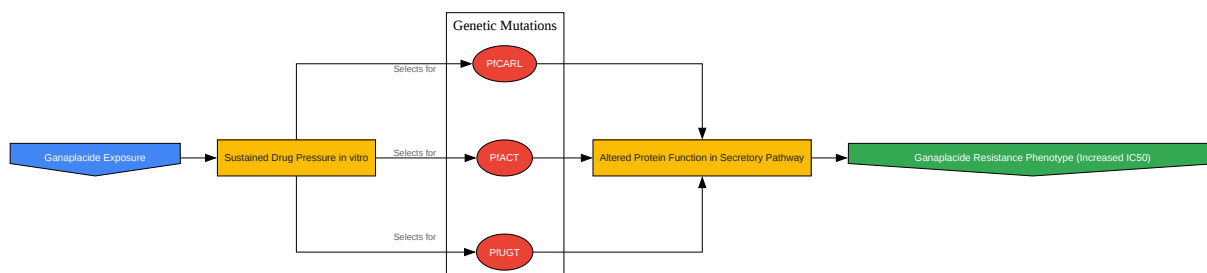 Genetic Mutations
PfCARL
Selects for
Ganaplacide Exposure
Sustained Drug Pressure in vitro
Selects for
PfACT
Altered Protein Function in Secretory Pathway
Ganaplacide Resistance Phenotype (Increased IC50)
Selects for
PfUGT